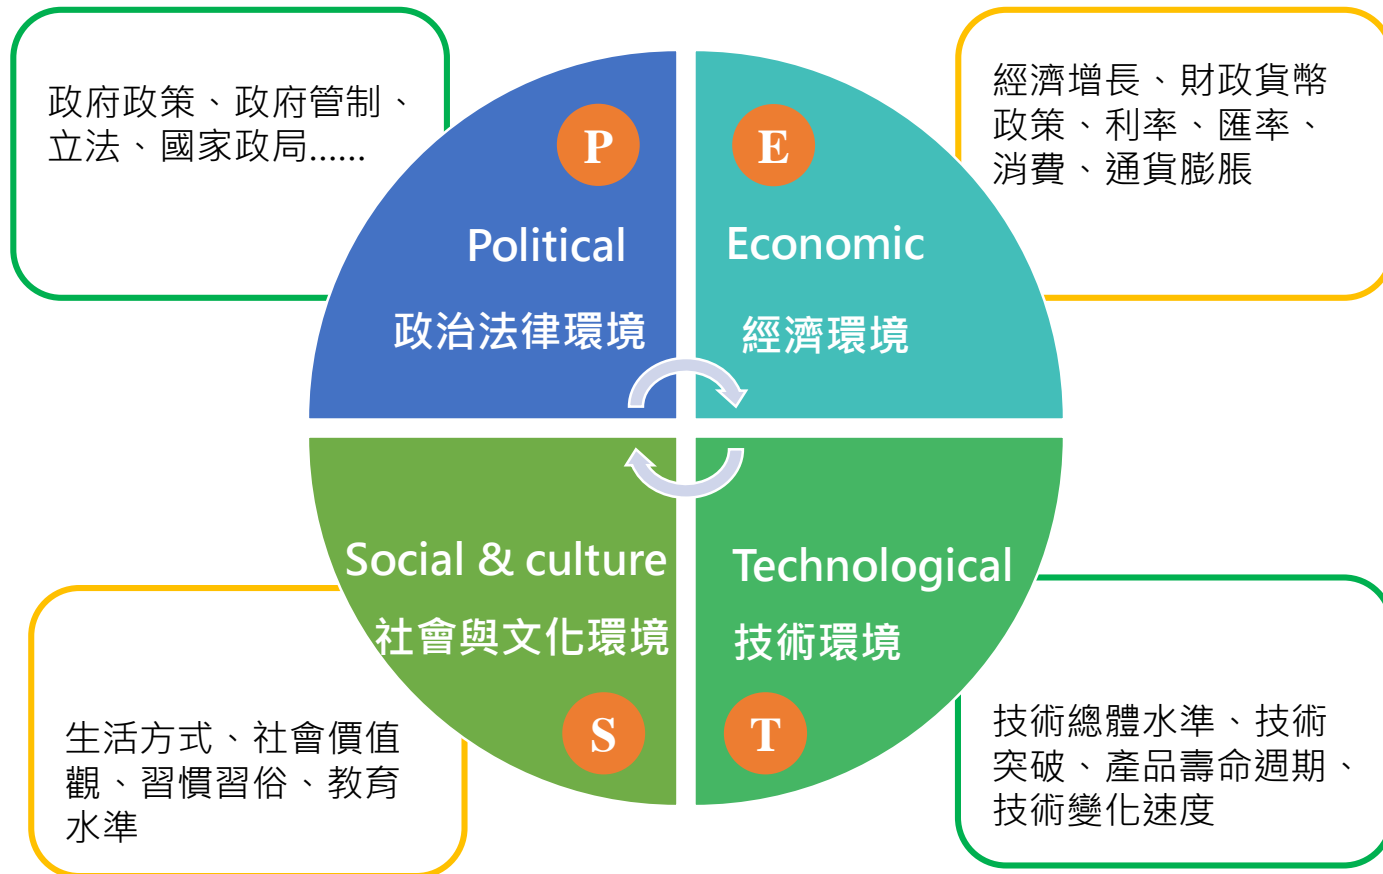 政府政策、政府管制、
立法、國家政局......
P
Political
政治法律環境
E
Economic
經濟環境
經濟增長、財政貨幣
政策、利率、匯率、
消費、通貨膨脹
Social & culture
社會與文化環境
S
生活方式、社會價值
觀、習慣習俗、教育
水準
Technological
技術環境
T
技術總體水準、技術
突破、產品壽命週期、
技術變化速度